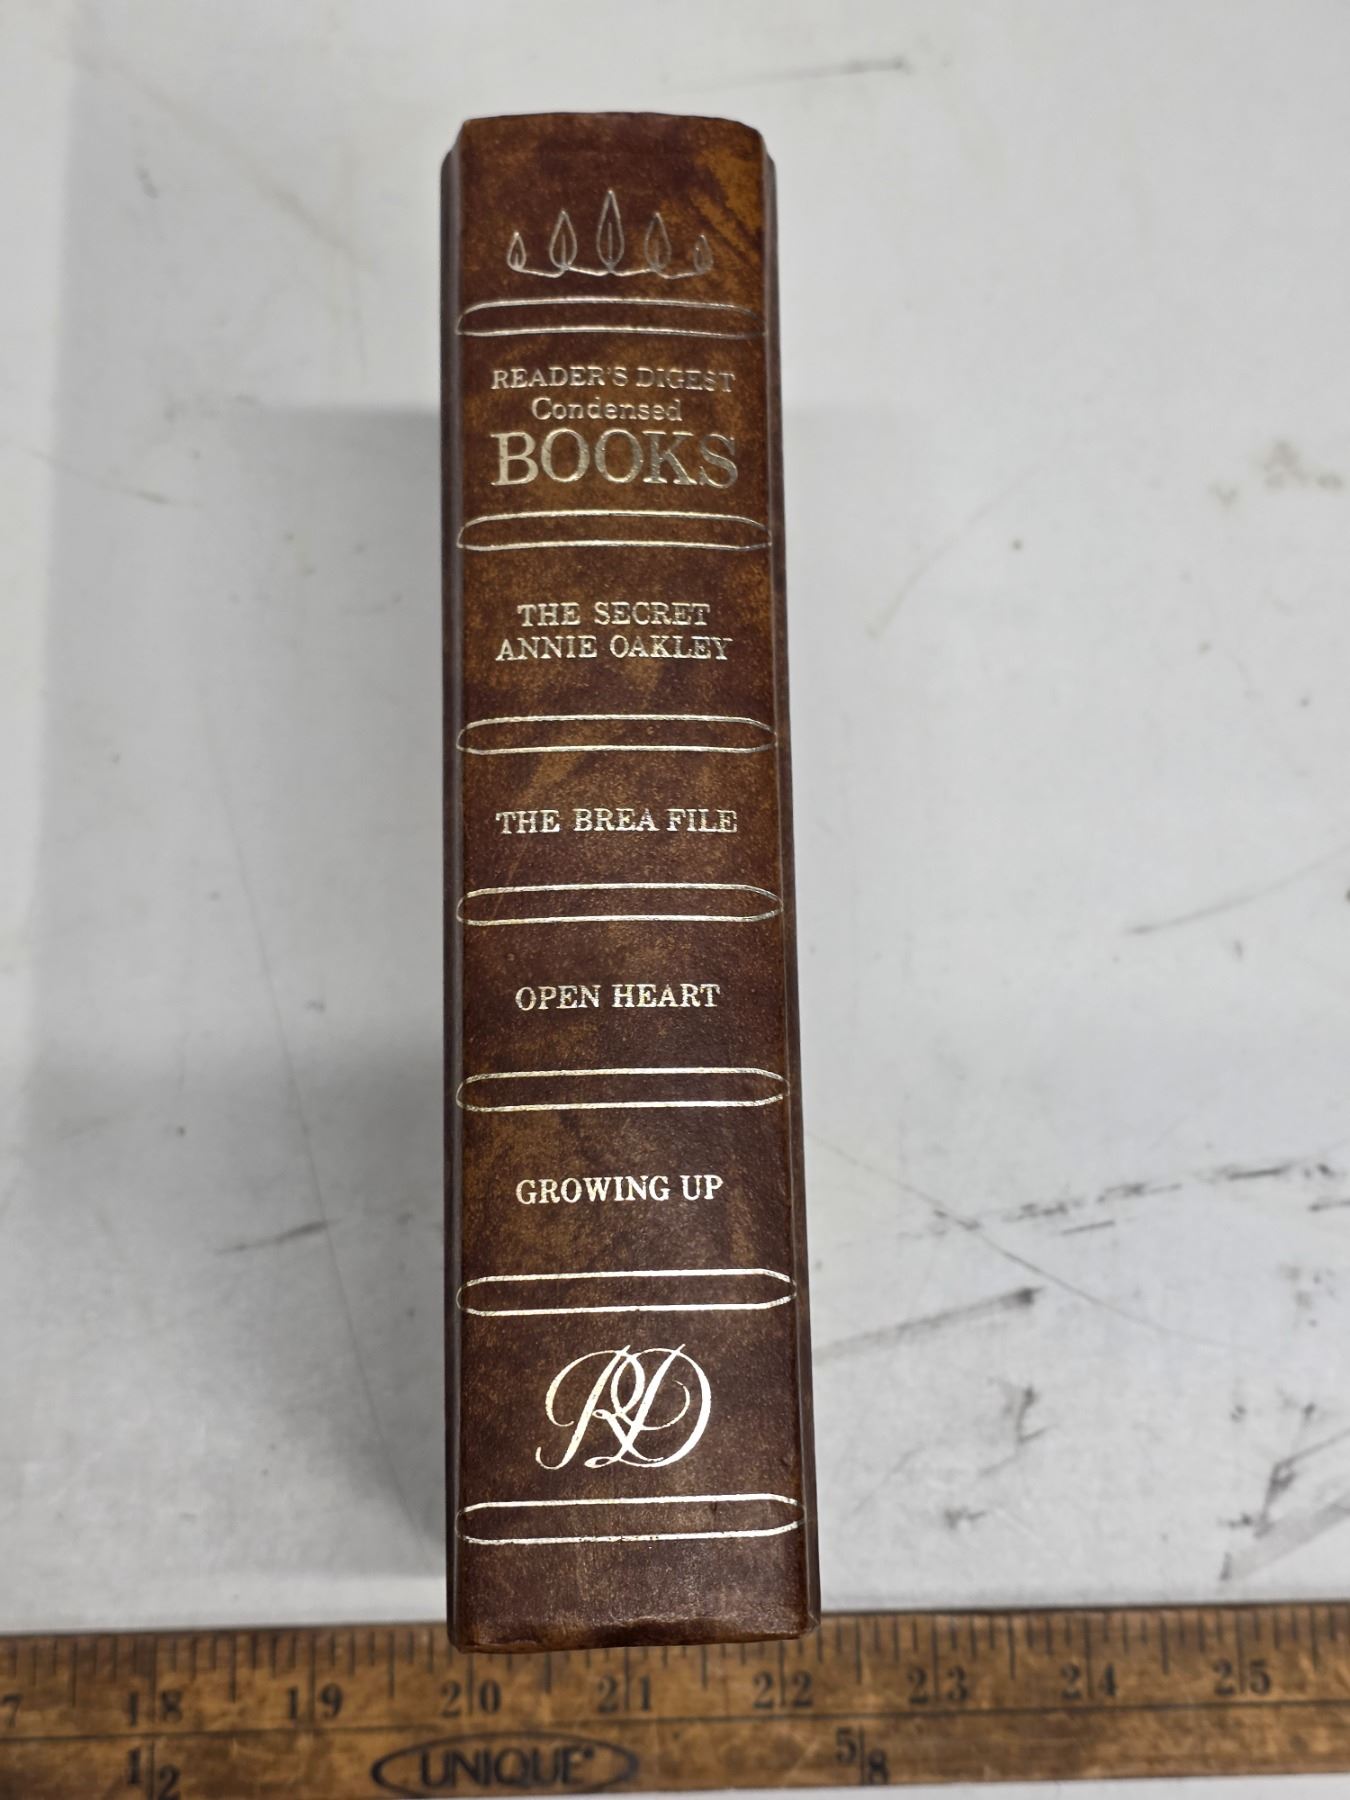 READER'S DIGEST
Condensed
BOOKS
THE SECRET
ANNIE OAKLEY
THE BREA FILE
OPEN HEART
GROWING UP
RD
7 18 19 20 21 22 23 24 25
1/2 UNIQUE 5/8